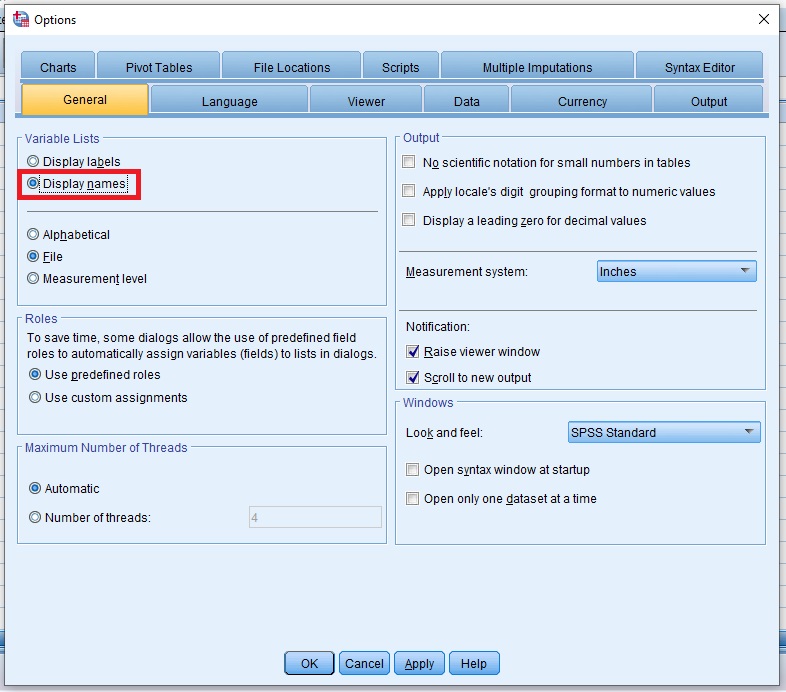 Options
Charts
Pivot Tables
File Locations
Scripts
Multiple Imputations
Syntax Editor
General
Language
Viewer
Data
Currency
Output
Variable Lists
Display labels
Display names
Alphabetical
File
Measurement level
Roles
To save time, some dialogs allow the use of predefined field
roles to automatically assign variables (fields) to lists in dialogs.
Use predefined roles
Use custom assignments
Maximum Number of Threads
Automatic
Number of threads:
4
Output
No scientific notation for small numbers in tables
Apply locale's digit grouping format to numeric values
Display a leading zero for decimal values
Measurement system:
Inches
Notification:
Raise viewer window
Scroll to new output
Windows
Look and feel:
SPSS Standard
Open syntax window at startup
Open only one dataset at a time
OK
Cancel
Apply
Help